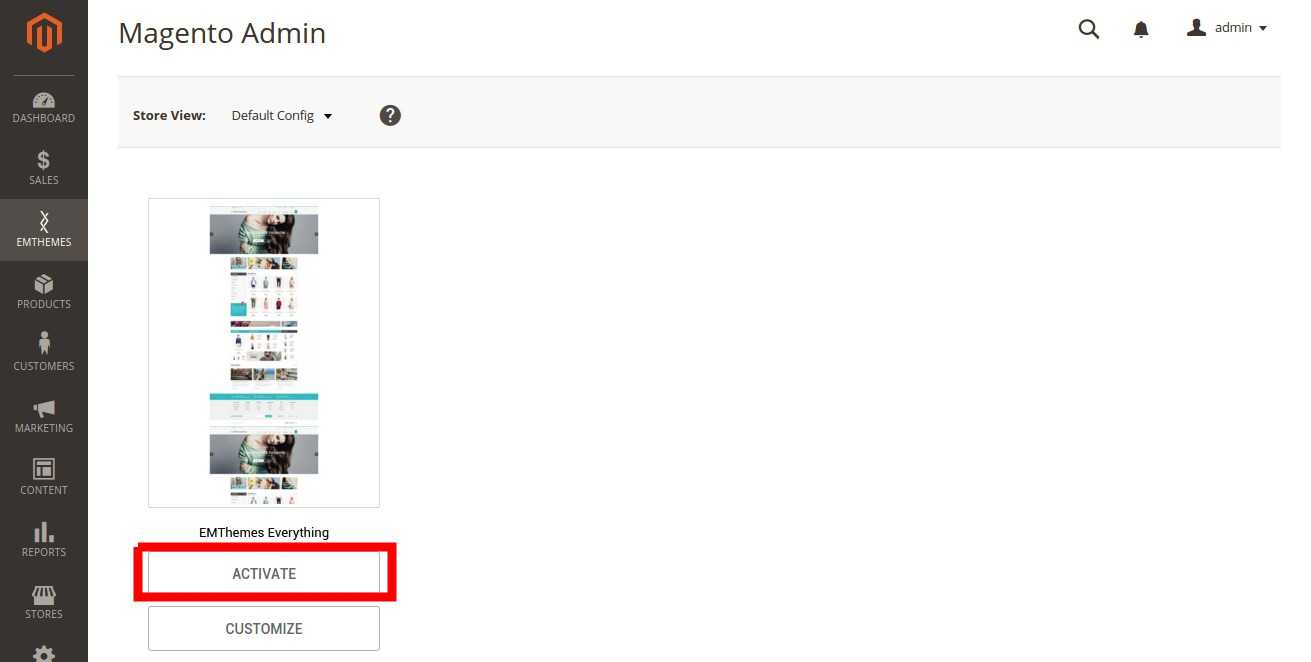 Magento Admin
admin
Store View: Default Config
?
DASHBOARD
$
SALES
EMTHEMES
PRODUCTS
CUSTOMERS
MARKETING
CONTENT
REPORTS
STORES
EMThemes Everything
ACTIVATE
CUSTOMIZE